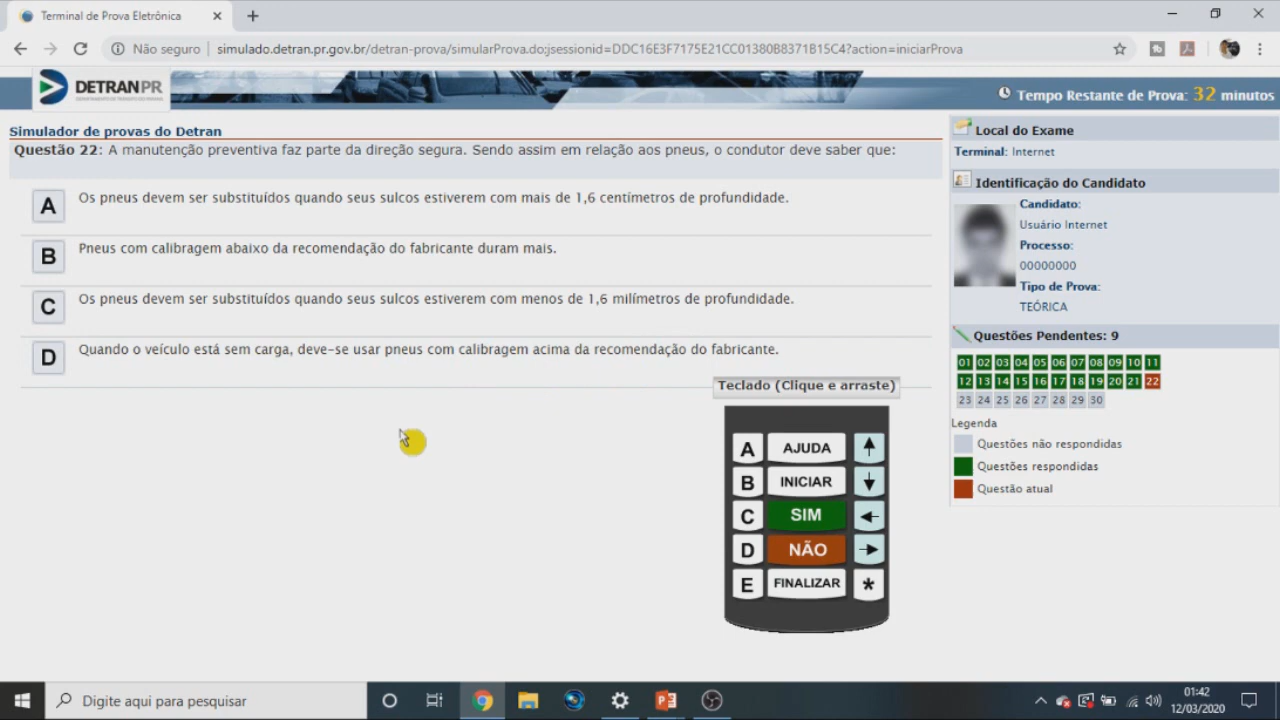 Terminal de Prova Eletrônica
Não seguro | simulado.detran.pr.gov.br/detran-prova/simularProva.do;jsessionid=DDC16E3F7175E21CC01380B8371B15C4?action=iniciarProva
DETRANPR
Tempo Restante de Prova: 32 minutos
Simulador de provas do Detran
Questão 22: A manutenção preventiva faz parte da direção segura. Sendo assim em relação aos pneus, o condutor deve saber que:
A Os pneus devem ser substituídos quando seus sulcos estiverem com mais de 1,6 centímetros de profundidade.
B Pneus com calibragem abaixo da recomendação do fabricante duram mais.
C Os pneus devem ser substituídos quando seus sulcos estiverem com menos de 1,6 milímetros de profundidade.
D Quando o veículo está sem carga, deve-se usar pneus com calibragem acima da recomendação do fabricante.
Teclado (Clique e arraste)
A AJUDA
B INICIAR
C SIM
D NÃO
E FINALIZAR *
Local do Exame
Terminal: Internet
Identificação do Candidato
Candidato:
Usuário Internet
Processo:
00000000
Tipo de Prova:
TEÓRICA
Questões Pendentes: 9
01 02 03 04 05 06 07 08 09 10 11
12 13 14 15 16 17 18 19 20 21 22
23 24 25 26 27 28 29 30
Legenda
Questões não respondidas
Questões respondidas
Questão atual
Digite aqui para pesquisar
01:42
12/03/2020